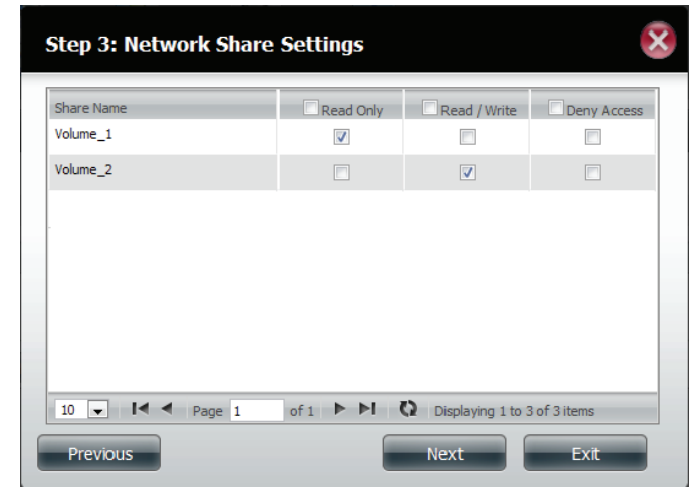 Step 3: Network Share Settings
Share Name Read Only Read / Write Deny Access
Volume_1
Volume_2
10 Page 1 of 1 Displaying 1 to 3 of 3 items
Previous Next Exit